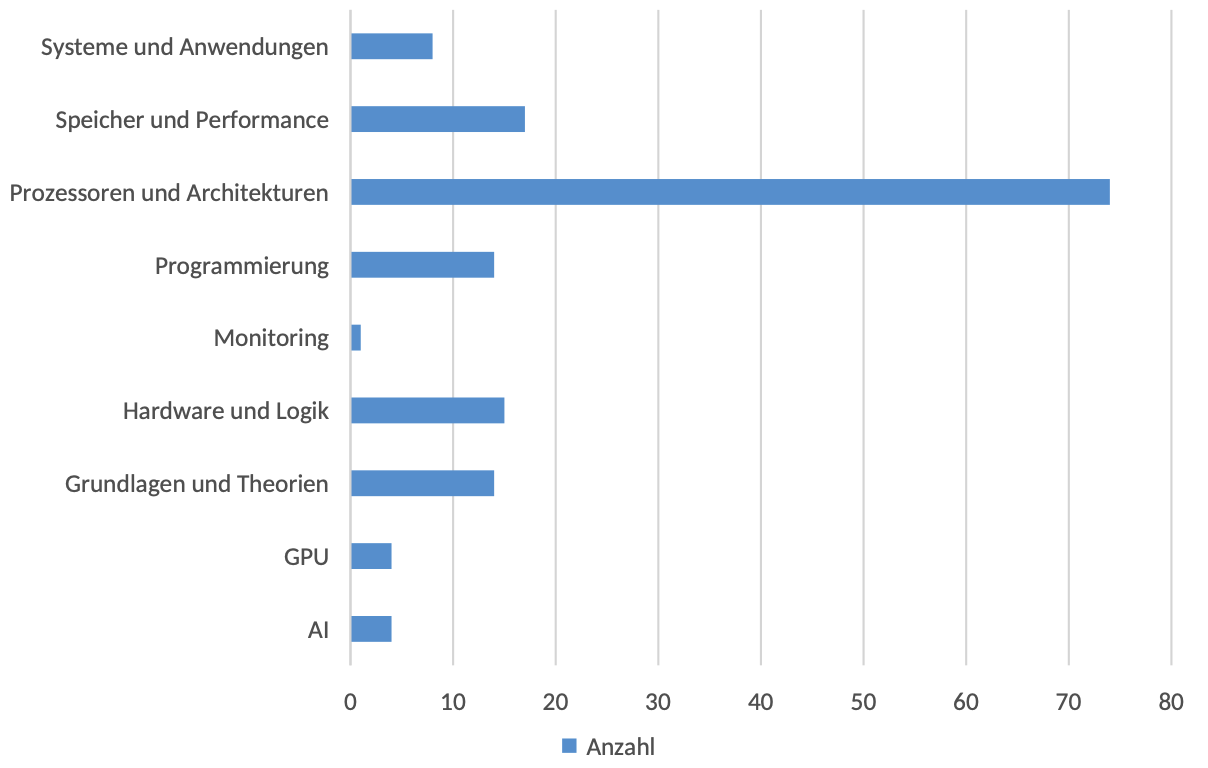 Systeme und Anwendungen
Speicher und Performance
Prozessoren und Architekturen
Programmierung
Monitoring
Hardware und Logik
Grundlagen und Theorien
GPU
AI
0 10 20 30 40 50 60 70 80
Anzahl